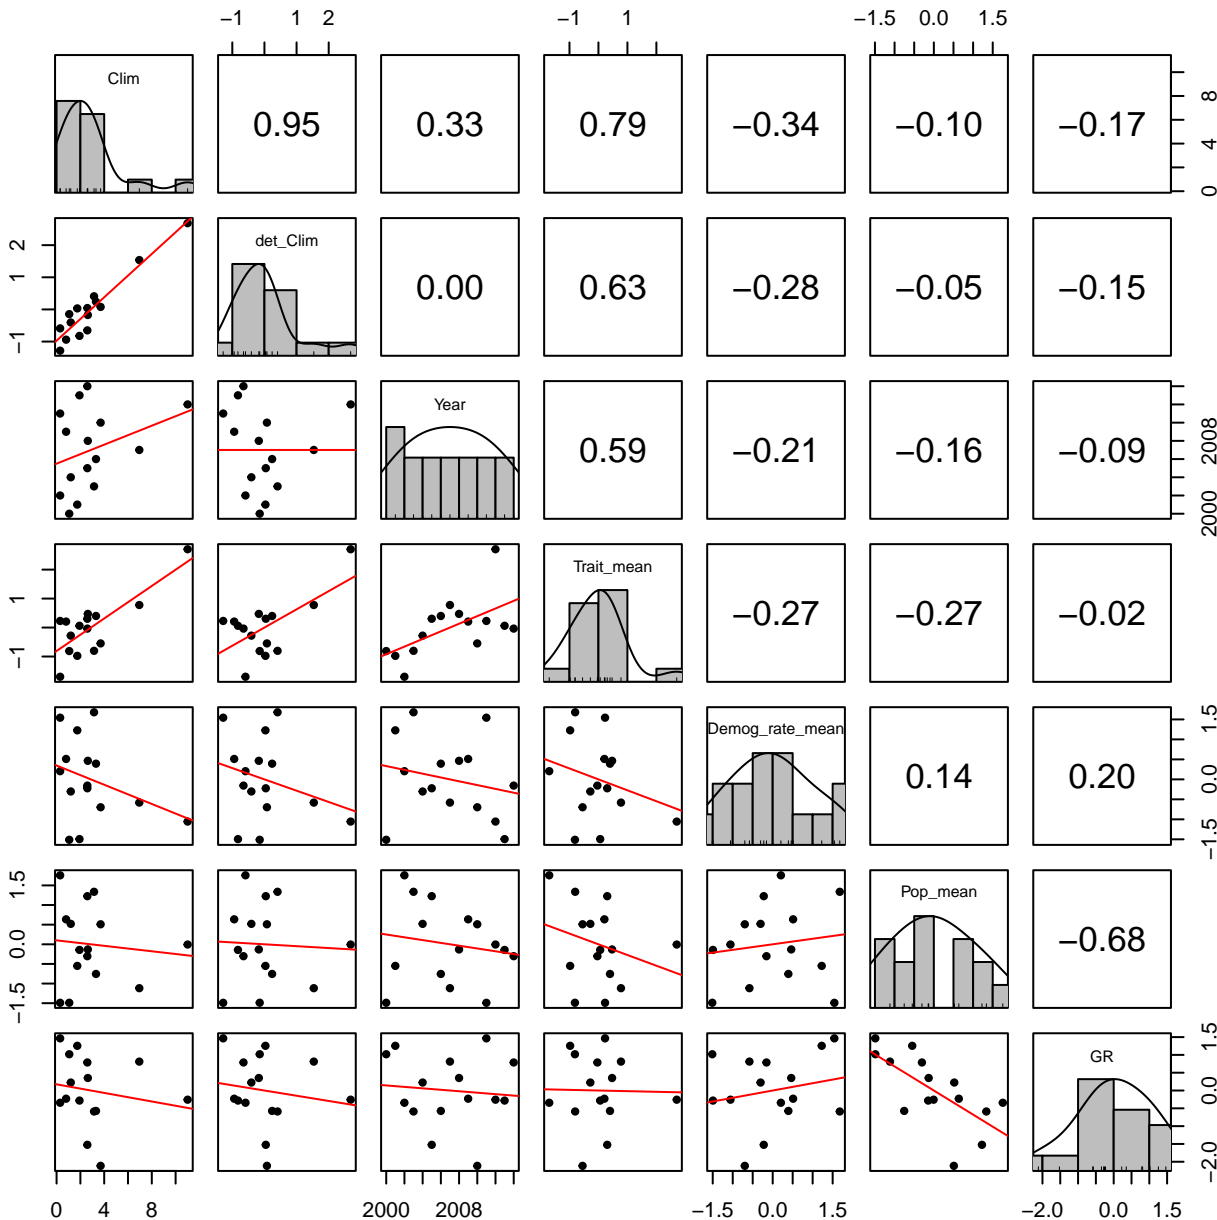 −1 1 2 −1 1 −1.5 0.0 1.5
Clim 0.95 0.33 0.79 −0.34 −0.10 −0.17 0 4 8
−1 1 2 det_Clim 0.00 0.63 −0.28 −0.05 −0.15
Year 0.59 −0.21 −0.16 −0.09 2000 2008
−1 1 Trait_mean −0.27 −0.27 −0.02
Demog_rate_mean 0.14 0.20 −1.5 0.0 1.5
−1.5 0.0 1.5 Pop_mean −0.68
GR −2.0 0.0 1.5
0 4 8 2000 2008 −1.5 0.0 1.5 −2.0 0.0 1.5